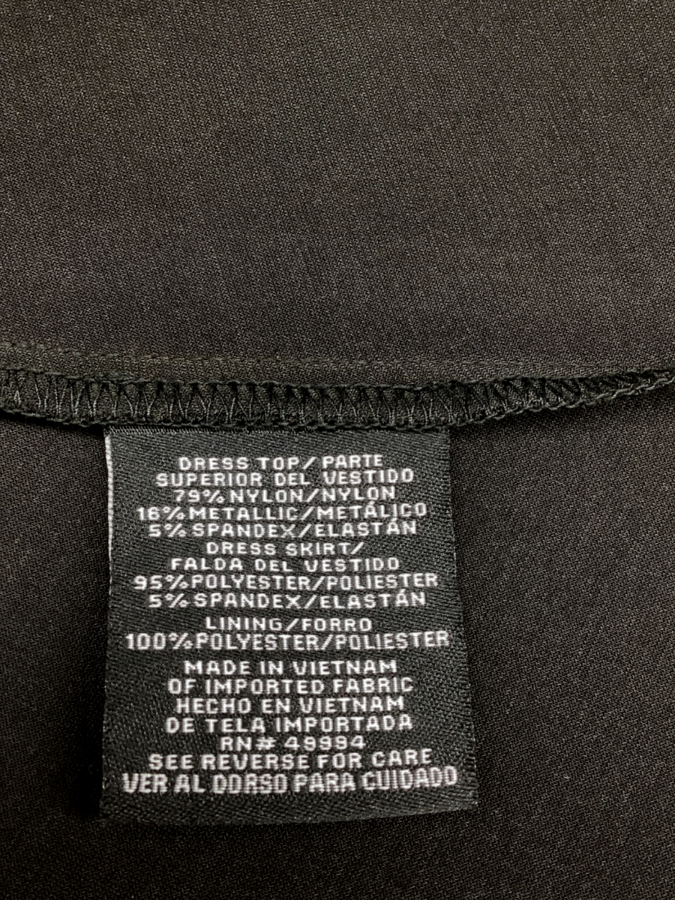 DRESS TOP/PARTE
SUPERIOR DEL VESTIDO
79% NYLON/NYLON
16% METALLIC/METÁLICO
5% SPANDEX/ELASTÁN
DRESS SKIRT/
FALDA DEL VESTIDO
95% POLYESTER/POLIESTER
5% SPANDEX/ELASTÁN
LINING/FORRO
100% POLYESTER/POLIESTER
MADE IN VIETNAM
OF IMPORTED FABRIC
HECHO EN VIETNAM
DE TELA IMPORTADA
RN# 49994
SEE REVERSE FOR CARE
VER AL DORSO PARA CUIDADO